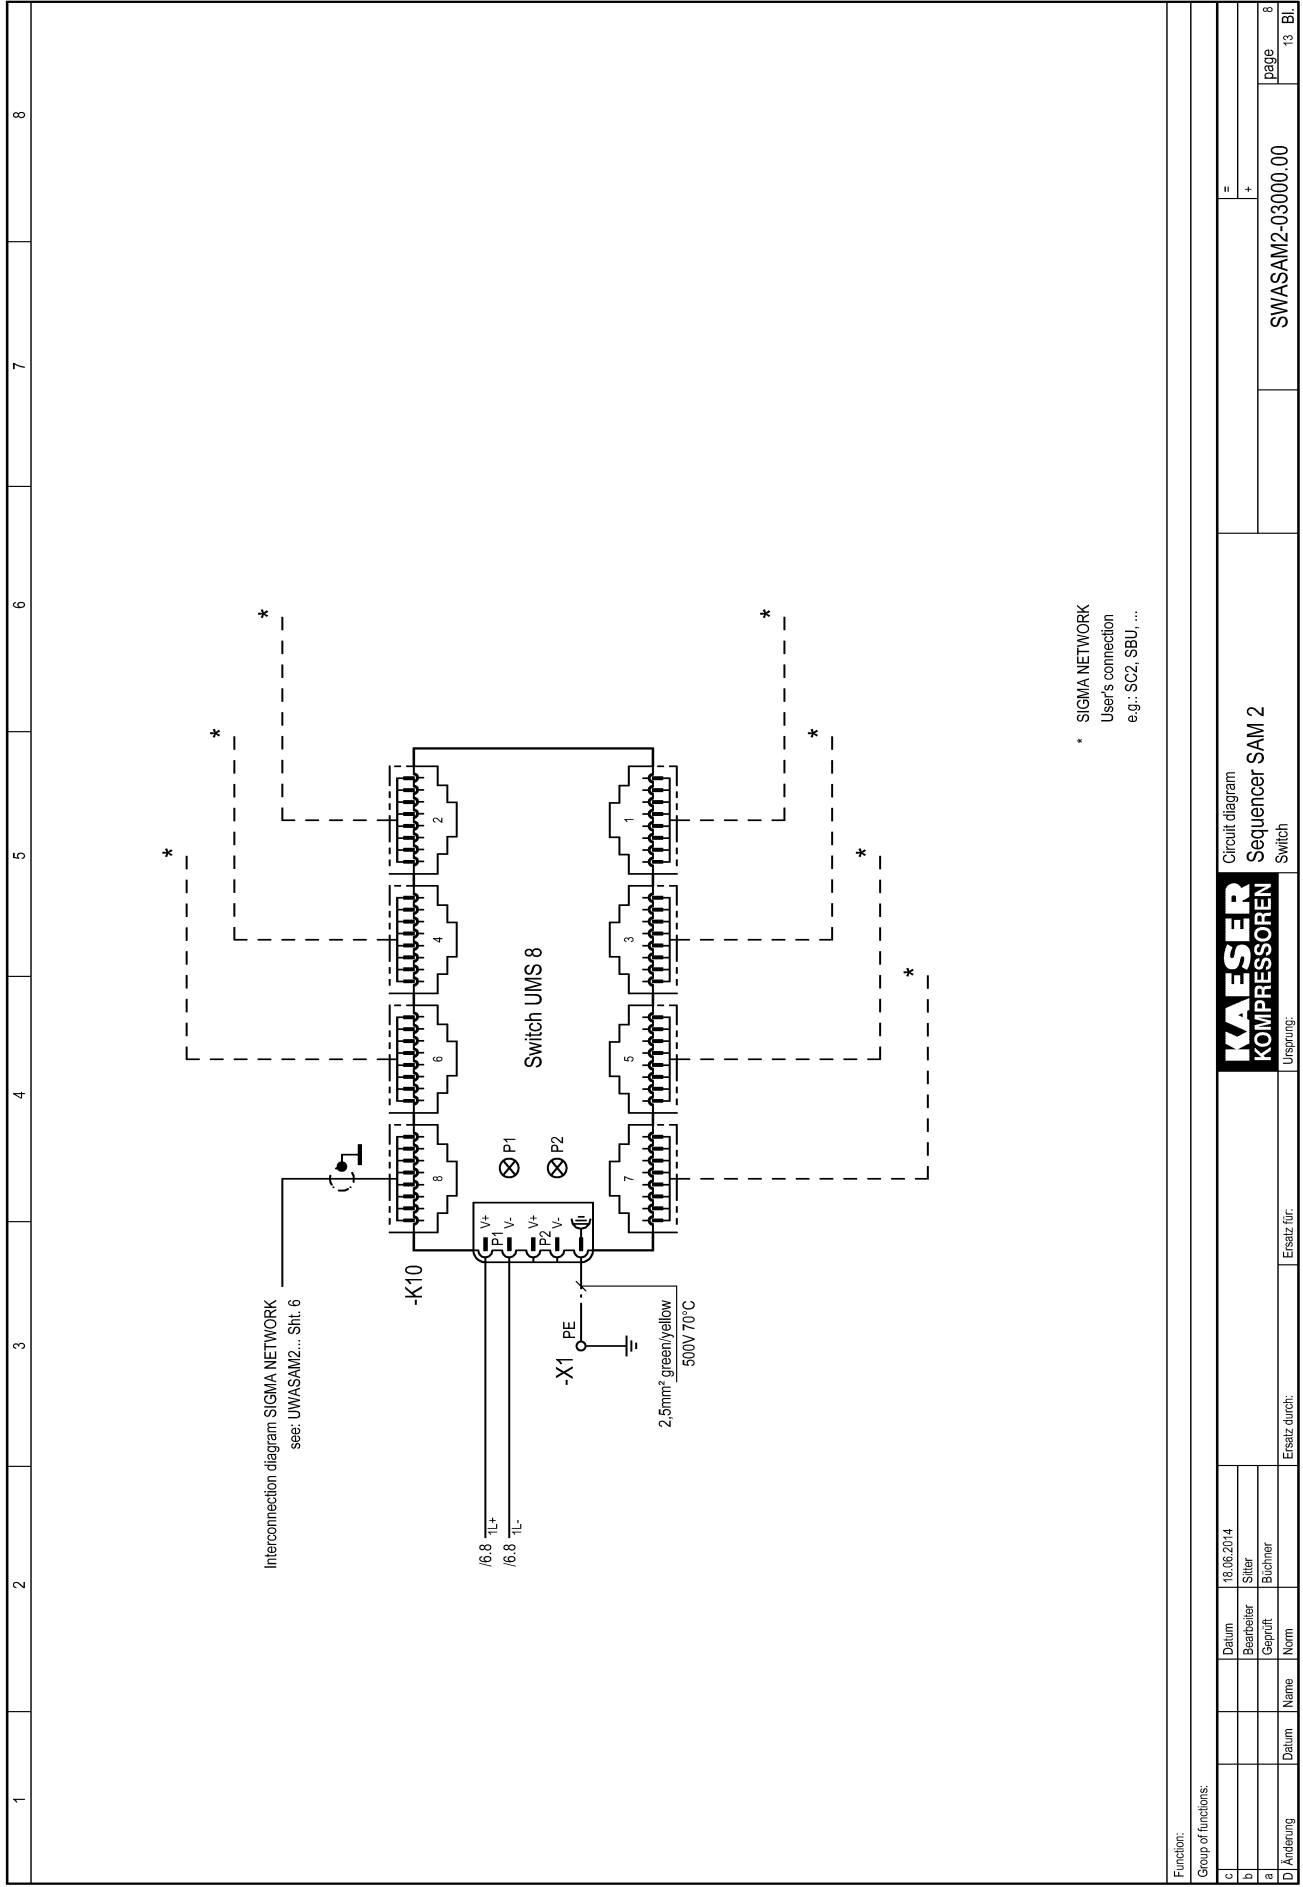 1 2 3 4 5 6 7 8
*
*
*
Interconnection diagram SIGMA NETWORK
see: UWASAM2... Sht. 6
-K10
8 6 4 2
/6.8 1L+
/6.8 1L-
V+
P1
V-
V+
P2
V-
P1
P2
Switch UMS 8
-X1 PE
7 5 3 1
2,5mm² green/yellow
500V 70°C
*
*
*
*
* SIGMA NETWORK
User's connection
e.g.: SC2, SBU, ...
Function:
Group of functions:
c
b
a
D Änderung Datum Name
Datum 18.06.2014
Bearbeiter Sitter
Geprüft Büchner
Norm
Ersatz durch:
Ersatz für:
Ursprung:
KAESER
KOMPRESSOREN
Circuit diagram
Sequencer SAM 2
Switch
=
+
SWASAM2-03000.00
page 8
13 Bl.